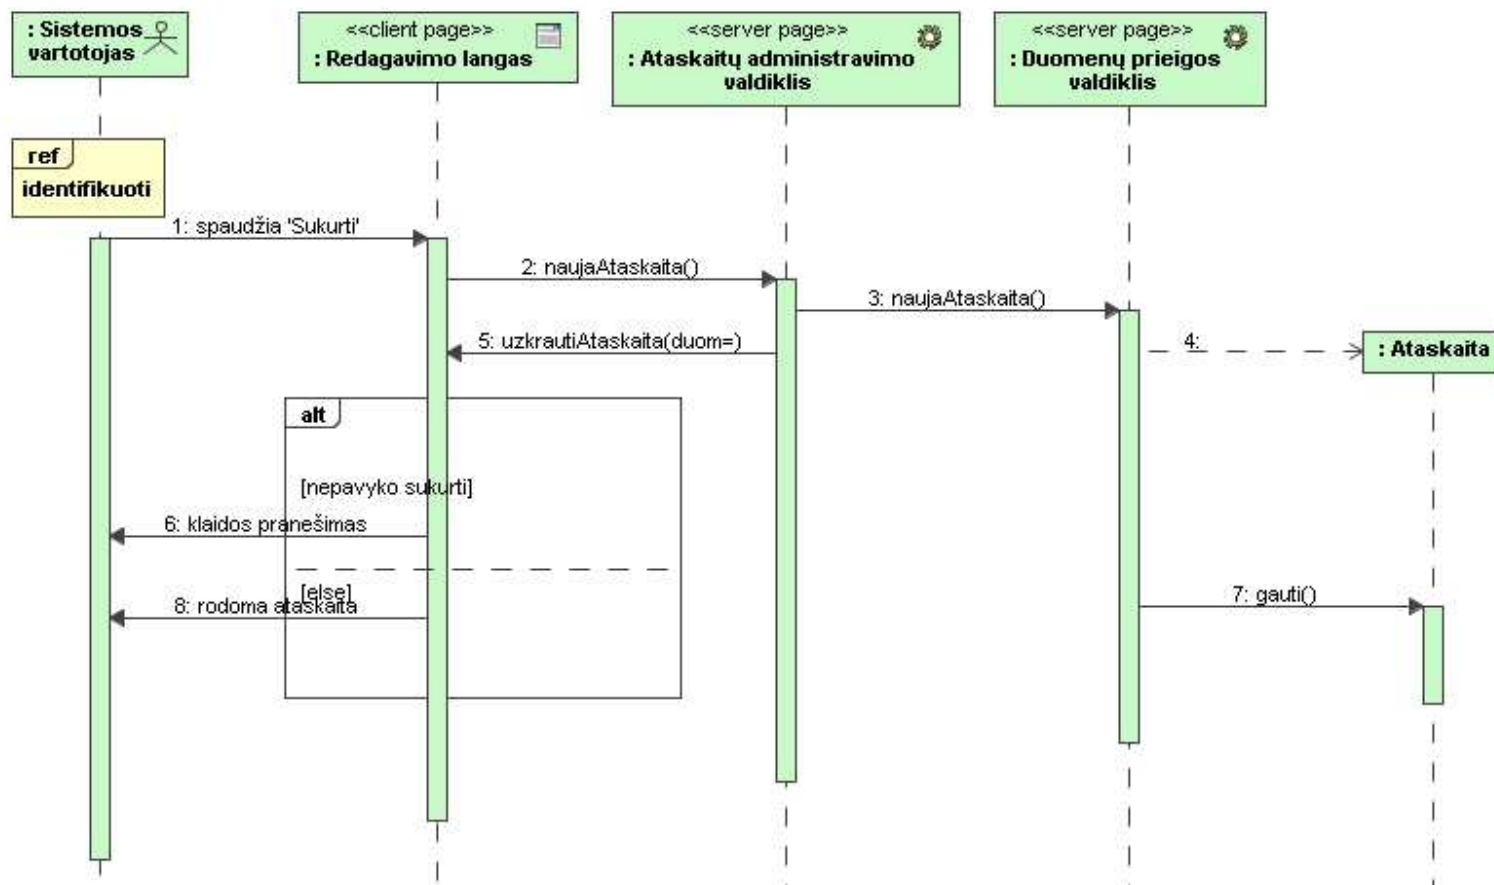 : Sistemos
vartotojas
<<client page>>
: Redagavimo langas
<<server page>>
: Ataskaitų administravimo
valdiklis
<<server page>>
: Duomenų prieigos
valdiklis
ref
identifikuoti
1: spaudžia 'Sukurti'
2: naujaAtaskaita()
3: naujaAtaskaita()
5: uzkrautiAtaskaita(duom=)
4:
: Ataskaita
alt
[nepavyko sukurti]
6: klaidos pranešimas
[else]
8: rodoma ataskaita
7: gauti()